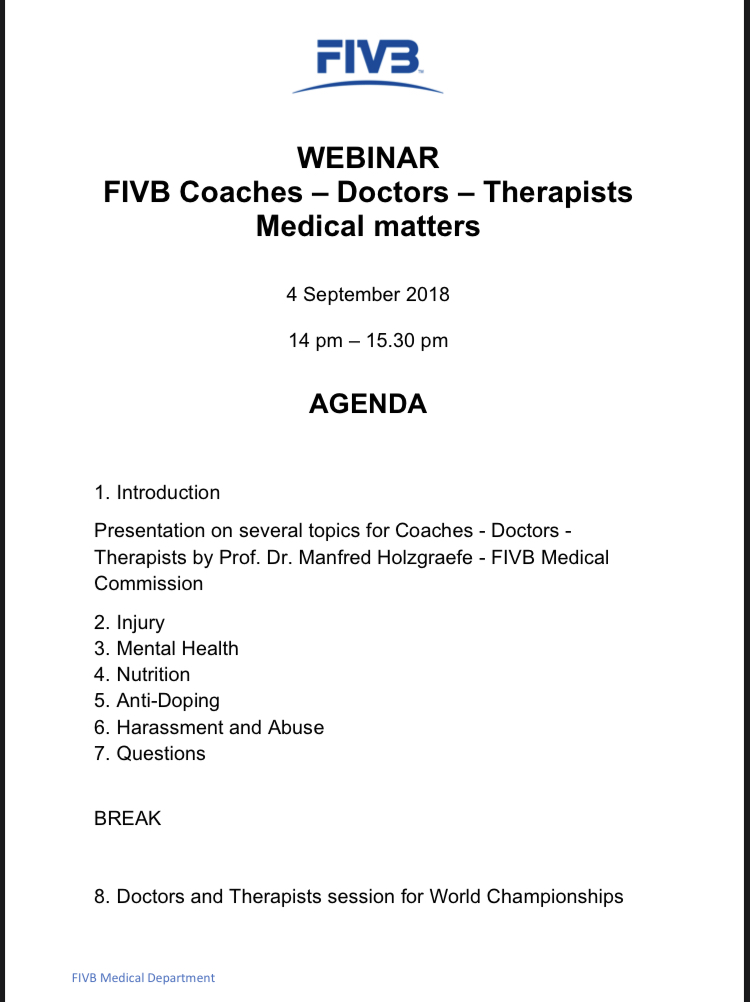 FIVB™
WEBINAR
FIVB Coaches – Doctors – Therapists
Medical matters
4 September 2018
14 pm – 15.30 pm
AGENDA
1. Introduction
Presentation on several topics for Coaches - Doctors -
Therapists by Prof. Dr. Manfred Holzgraefe - FIVB Medical
Commission
2. Injury
3. Mental Health
4. Nutrition
5. Anti-Doping
6. Harassment and Abuse
7. Questions
BREAK
8. Doctors and Therapists session for World Championships
FIVB Medical Department